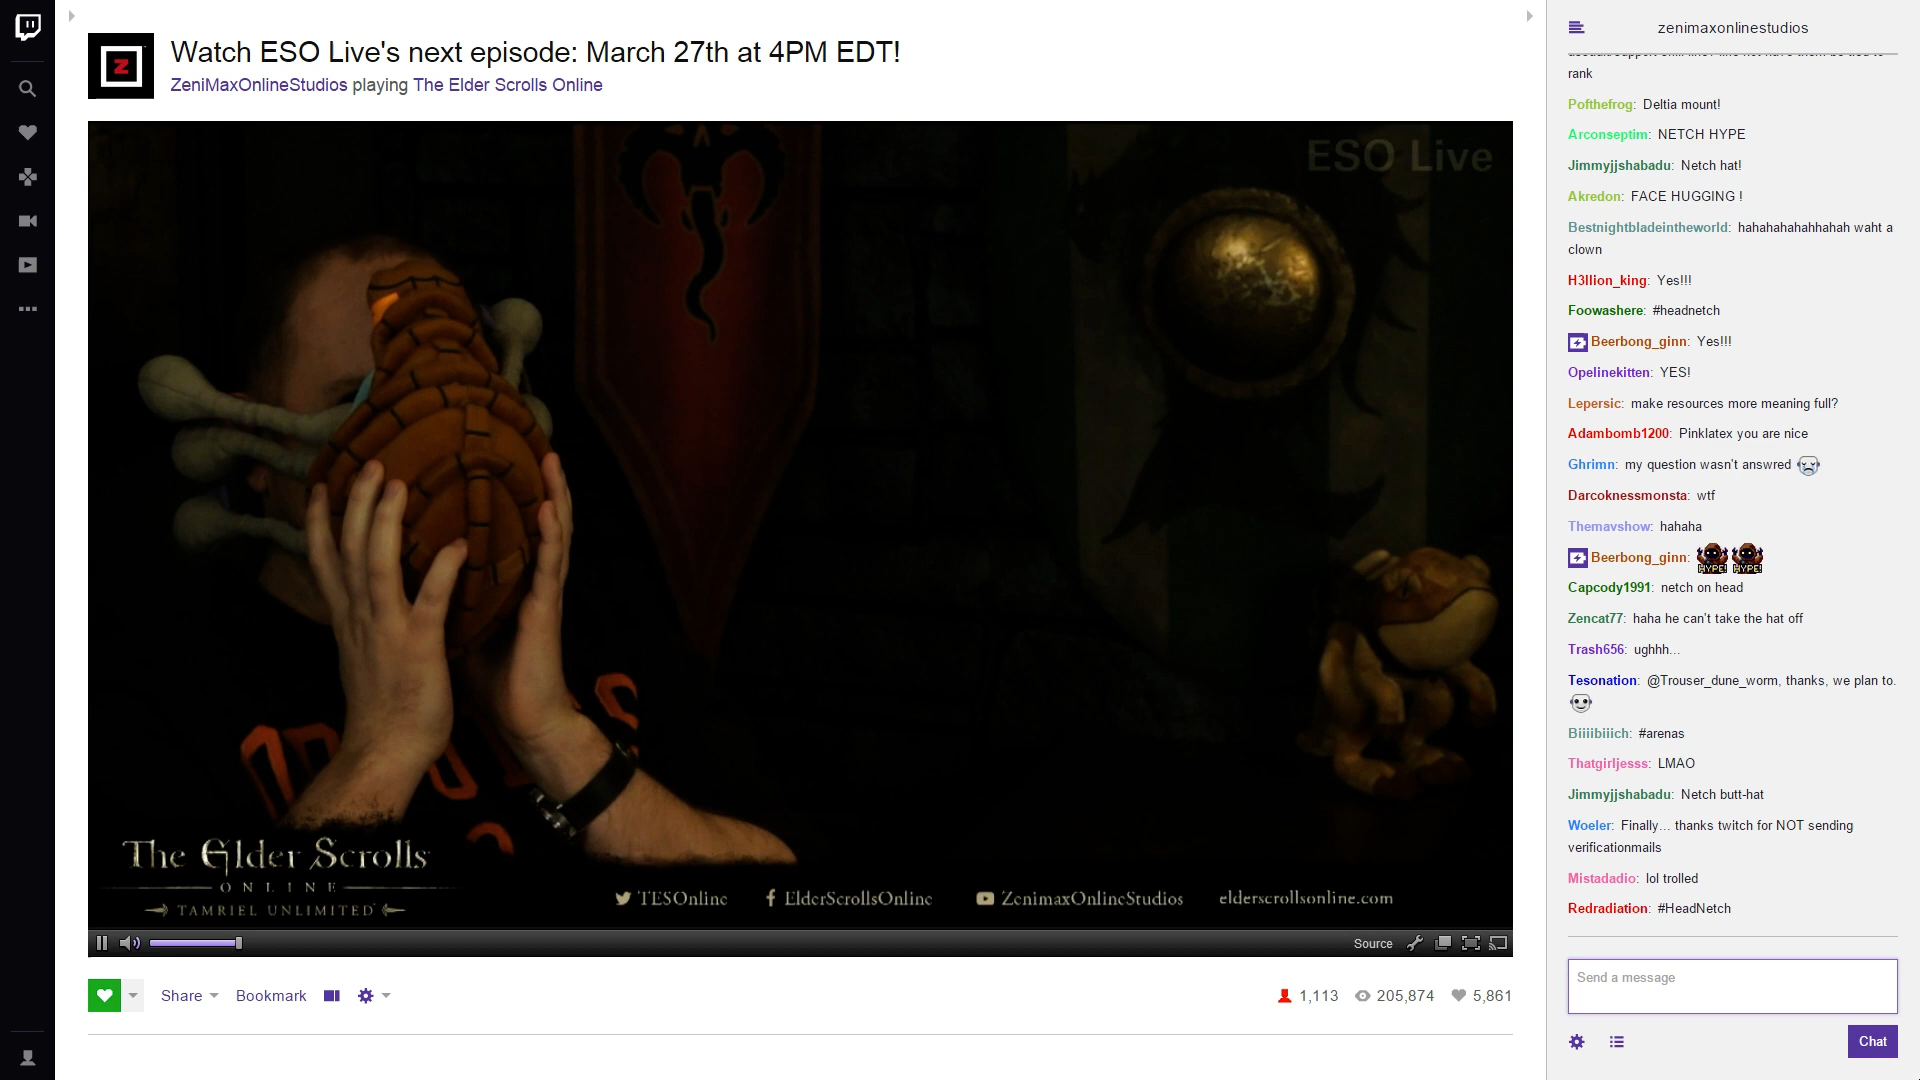 Watch ESO Live's next episode: March 27th at 4PM EDT!
ZeniMaxOnlineStudios playing The Elder Scrolls Online
ESO Live
The Elder Scrolls
ONLINE
TAMRIEL UNLIMITED
TESOnline
ElderScrollsOnline
ZenimaxOnlineStudios
elderscrollsonline.com
Source
Share
Bookmark
1,113
205,874
5,861
zenimaxonlinestudios
rank
Pofthefrog: Deltia mount!
Arconseptim: NETCH HYPE
Jimmyjjshabadu: Netch hat!
Akredon: FACE HUGGING !
Bestnightbladeintheworld: hahahahahahhahah waht a
clown
H3llion_king: Yes!!!
Foowashere: #headnetch
Beerbong_ginn: Yes!!!
Opelinekitten: YES!
Lepersic: make resources more meaning full?
Adambomb1200: Pinklatex you are nice
Ghrimn: my question wasn't answred
Darcoknessmonsta: wtf
Themavshow: hahaha
Beerbong_ginn: HYPE! HYPE!
Capcody1991: netch on head
Zencat77: haha he can't take the hat off
Trash656: ughhh...
Tesonation: @Trouser_dune_worm, thanks, we plan to.
Biiiibiiich: #arenas
Thatgirljesss: LMAO
Jimmyjjshabadu: Netch butt-hat
Woeler: Finally... thanks twitch for NOT sending
verificationmails
Mistadadio: lol trolled
Redradiation: #HeadNetch
Send a message
Chat